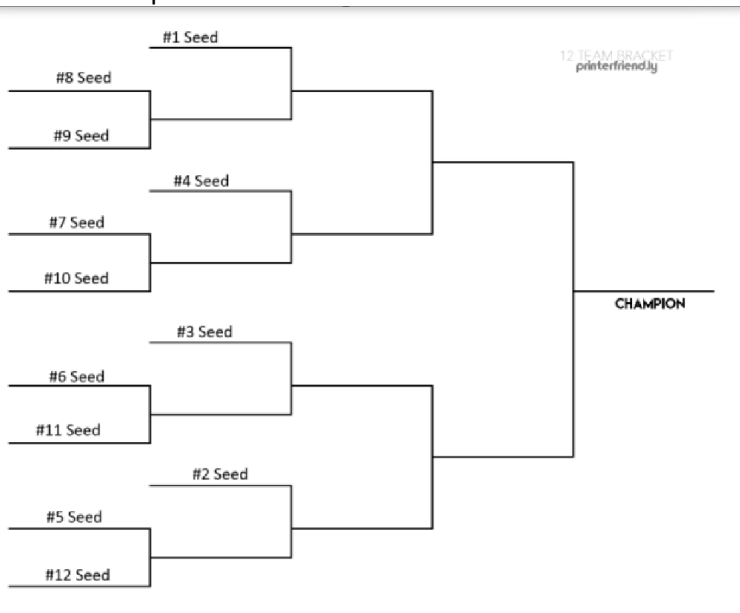 #1 Seed
12 TEAM BRACKET
printerfriend.ly
#8 Seed
#9 Seed
#4 Seed
#7 Seed
#10 Seed
CHAMPION
#3 Seed
#6 Seed
#11 Seed
#2 Seed
#5 Seed
#12 Seed